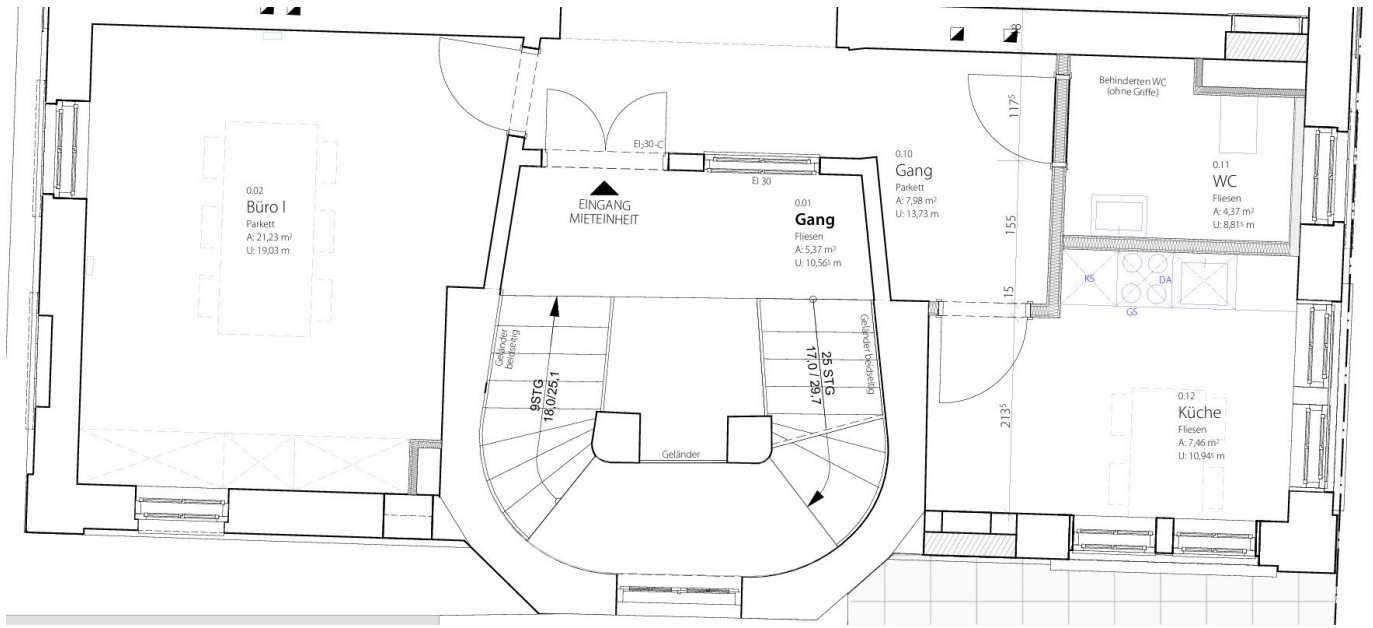 0.02
Büro I
Parkett
A: 21,23 m²
U: 19,03 m
EI₂30-C
EI 30
EINGANG
MIETEINHEIT
0.01
Gang
Fliesen
A: 5,37 m²
U: 10,56⁵ m
0.10
Gang
Parkett
A: 7,98 m²
U: 13,73 m
Behinderten WC
(ohne Griffe)
0.11
WC
Fliesen
A: 4,37 m²
U: 8,81⁵ m
117⁵
155
15
213⁵
KS
DA
GS
0.12
Küche
Fliesen
A: 7,46 m²
U: 10,94⁵ m
Geländer
beidseitig
9STG
18,0/25,1
25 STG
17,0 / 29,7
Geländer beidseitig
Geländer